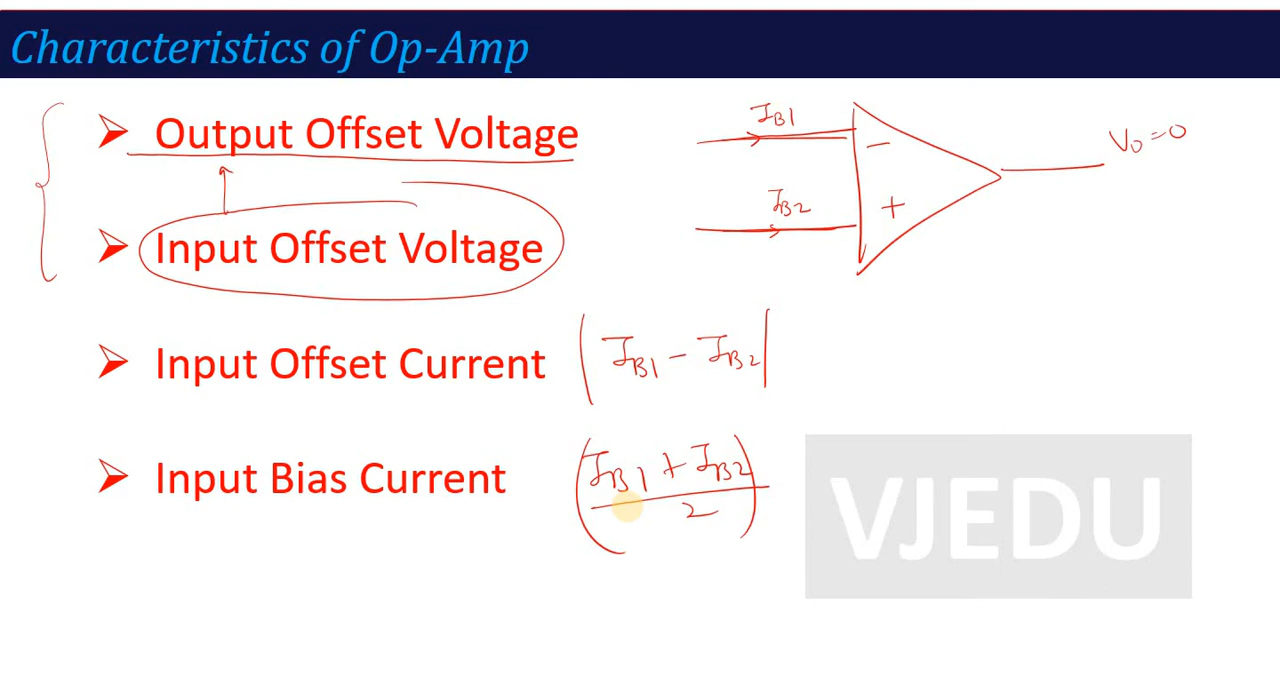 Characteristics of Op-Amp
➤ Output Offset Voltage
➤ Input Offset Voltage
➤ Input Offset Current | I_B1 - I_B2 |
➤ Input Bias Current (I_B1 + I_B2 / 2)
I_B1
-
V_0 = 0
I_B2
+
VJEDU